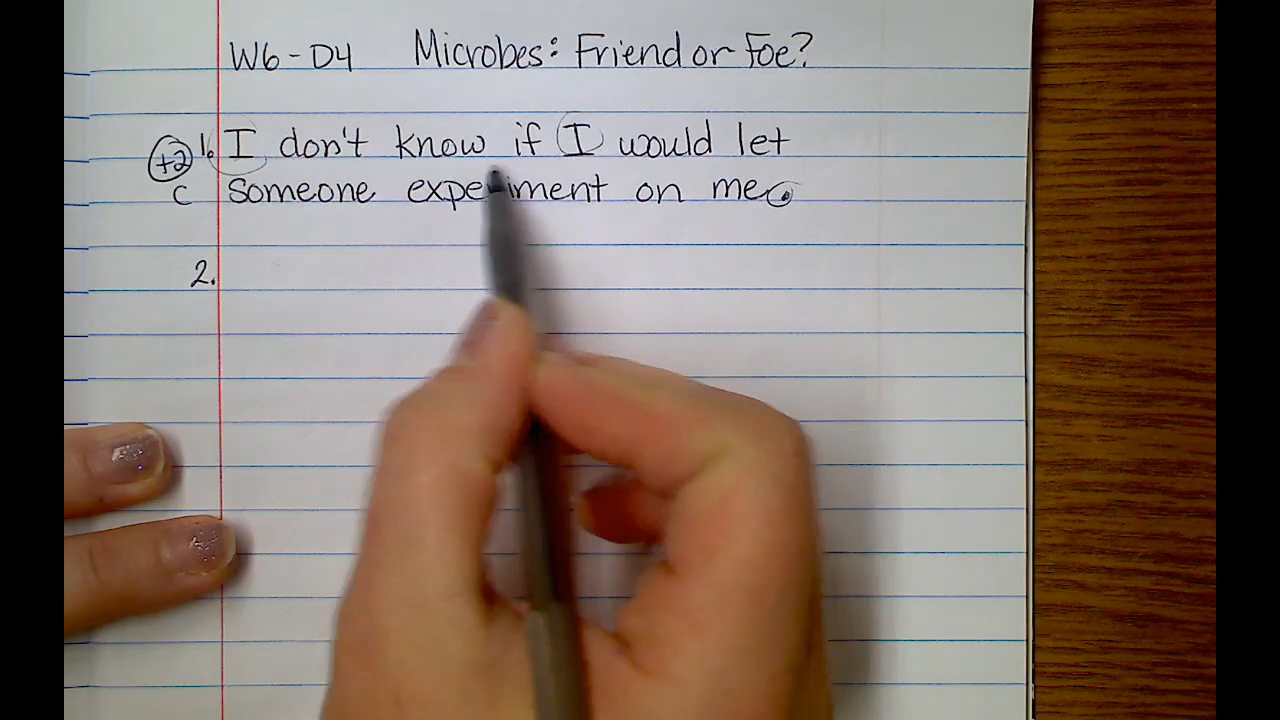 W6-D4 Microbes: Friend or Foe?
+2 1. I don't know if I would let
C someone experiment on me.
2.